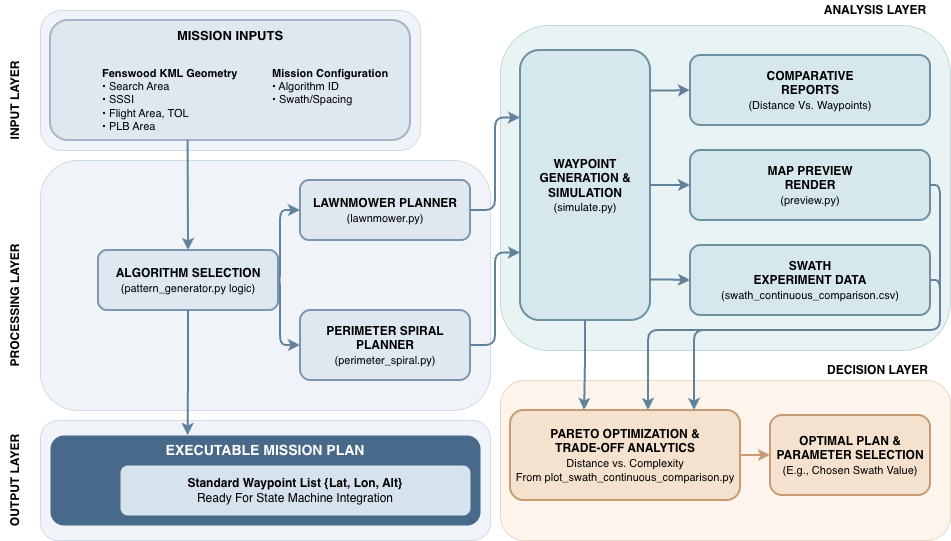 INPUT LAYER
MISSION INPUTS
Fenswood KML Geometry
• Search Area
• SSSI
• Flight Area, TOL
• PLB Area
Mission Configuration
• Algorithm ID
• Swath/Spacing
PROCESSING LAYER
ALGORITHM SELECTION
(pattern_generator.py logic)
LAWNMOWER PLANNER
(lawnmower.py)
PERIMETER SPIRAL
PLANNER
(perimeter_spiral.py)
OUTPUT LAYER
EXECUTABLE MISSION PLAN
Standard Waypoint List {Lat, Lon, Alt}
Ready For State Machine Integration
ANALYSIS LAYER
WAYPOINT
GENERATION &
SIMULATION
(simulate.py)
COMPARATIVE
REPORTS
(Distance Vs. Waypoints)
MAP PREVIEW
RENDER
(preview.py)
SWATH
EXPERIMENT DATA
(swath_continuous_comparison.csv)
DECISION LAYER
PARETO OPTIMIZATION &
TRADE-OFF ANALYTICS
Distance vs. Complexity
From plot_swath_continuous_comparison.py
OPTIMAL PLAN &
PARAMETER SELECTION
(E.g., Chosen Swath Value)